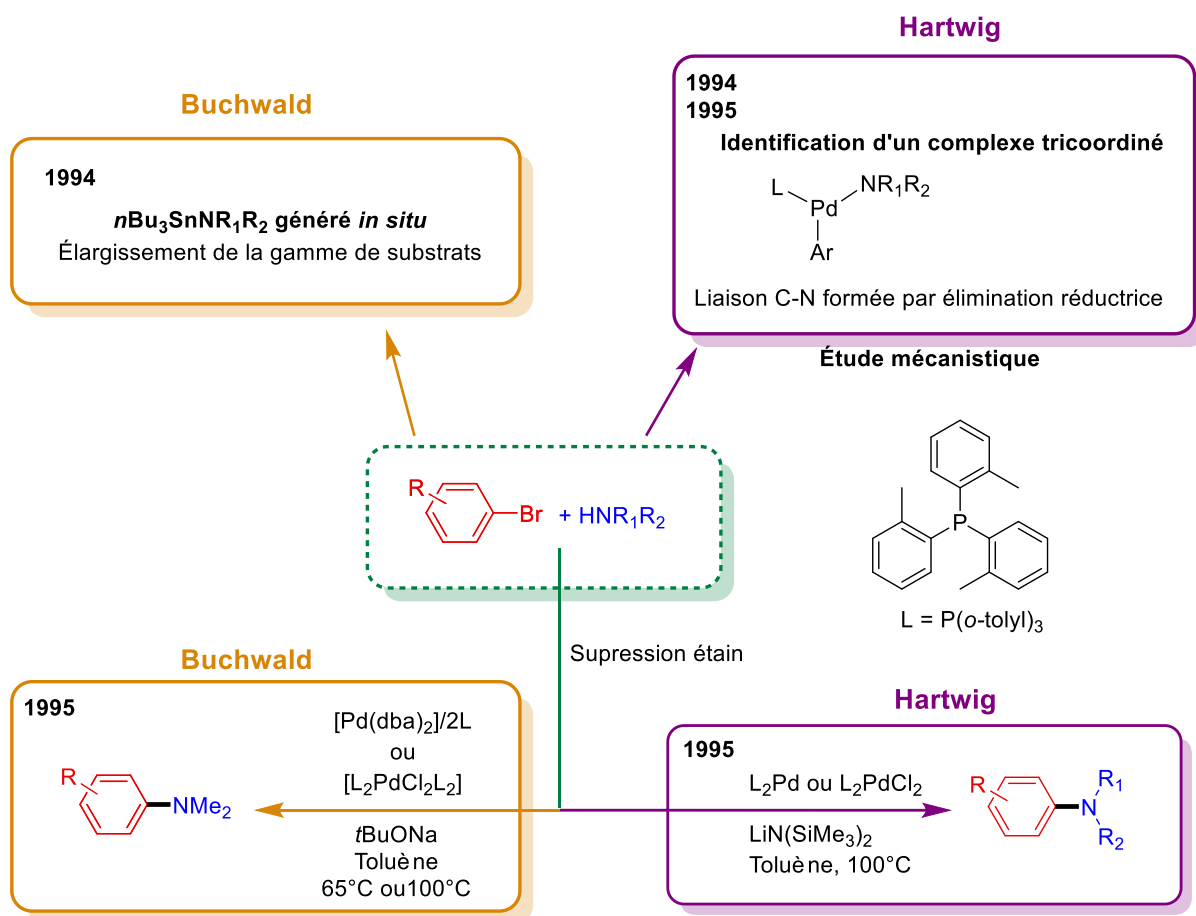 Hartwig
1994
1995
Identification d'un complexe tricoordiné
L
NR1R2
Pd
Ar
Liaison C-N formée par élimination réductrice
Étude mécanistique
Buchwald
1994
nBu3SnNR1R2 généré in situ
Élargissement de la gamme de substrats
R
Br + HNR1R2
P
L = P(o-tolyl)3
Supression étain
Buchwald
1995
R
NMe2
[Pd(dba)2]/2L
ou
[L2PdCl2L2]
tBuONa
Toluène
65°C ou100°C
Hartwig
1995
L2Pd ou L2PdCl2
LiN(SiMe3)2
Toluène, 100°C
R
N
R1
R2